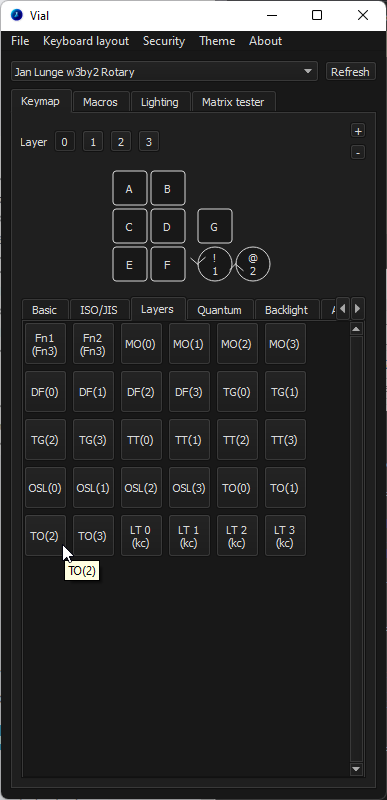 Vial
File Keyboard layout Security Theme About
Jan Lunge w3by2 Rotary Refresh
Keymap Macros Lighting Matrix tester
+
Layer 0 1 2 3
-
A B
C D G
E F ! @
1 2
Basic ISO/JIS Layers Quantum Backlight
Fn1 Fn2 MO(0) MO(1) MO(2) MO(3)
(Fn3) (Fn3)
DF(0) DF(1) DF(2) DF(3) TG(0) TG(1)
TG(2) TG(3) TT(0) TT(1) TT(2) TT(3)
OSL(0) OSL(1) OSL(2) OSL(3) TO(0) TO(1)
TO(2) TO(3) LT 0 LT 1 LT 2 LT 3
(kc) (kc) (kc) (kc)
TO(2)